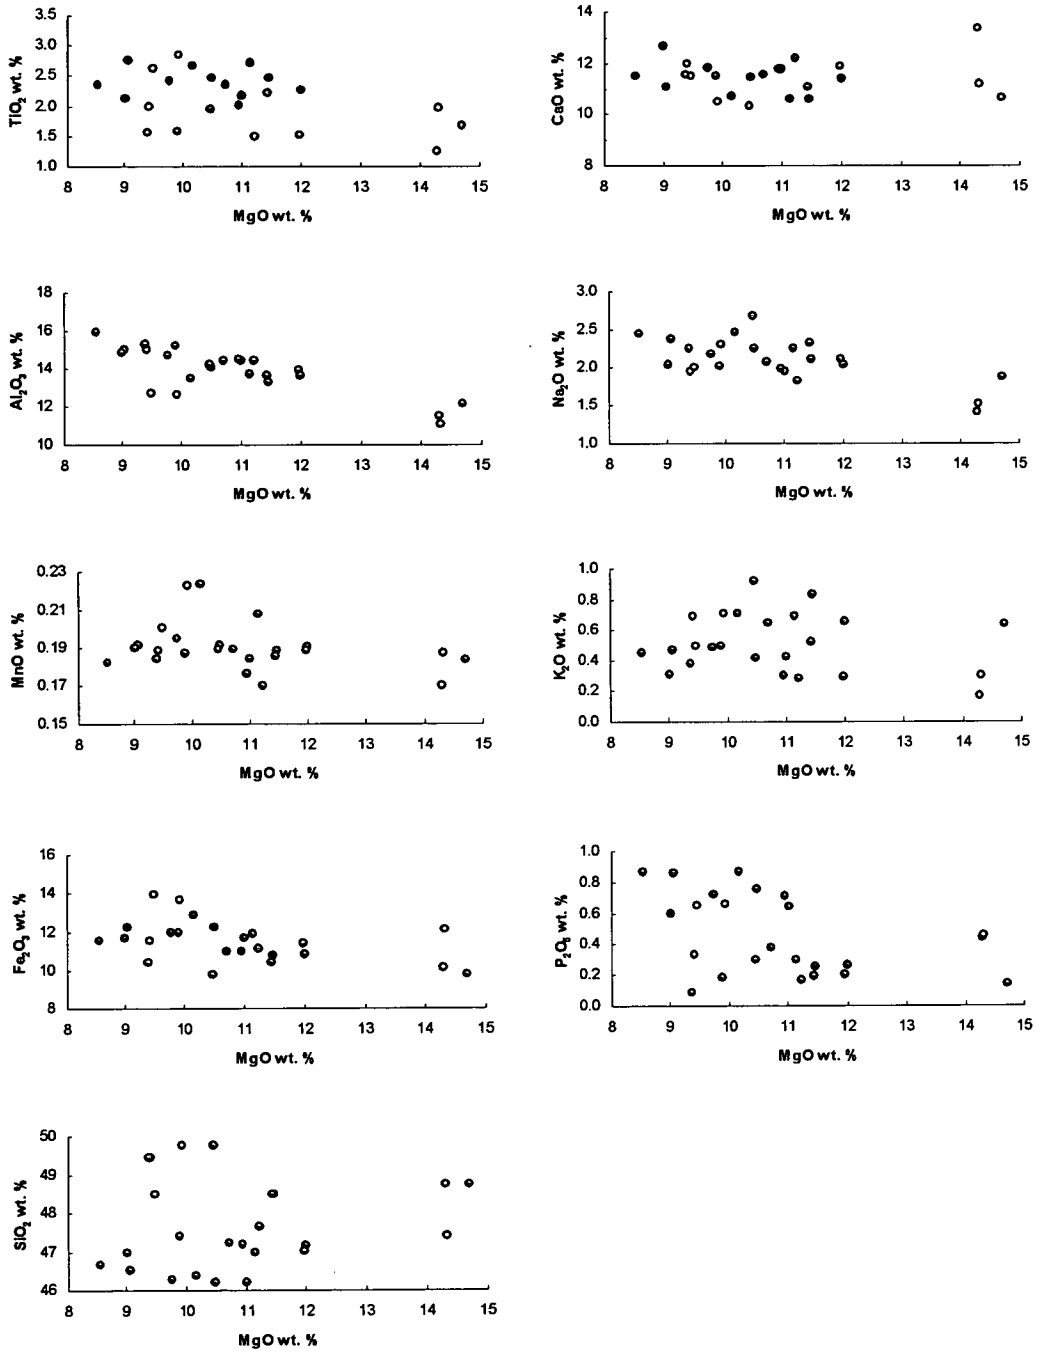 TiO2 wt. %
3.5
3.0
2.5
2.0
1.5
1.0
8 9 10 11 12 13 14 15
MgO wt. %
CaO wt. %
14
12
10
8
8 9 10 11 12 13 14 15
MgO wt. %
Al2O3 wt. %
18
16
14
12
10
8 9 10 11 12 13 14 15
MgO wt. %
Na2O wt. %
3.0
2.5
2.0
1.5
1.0
8 9 10 11 12 13 14 15
MgO wt. %
MnO wt. %
0.23
0.21
0.19
0.17
0.15
8 9 10 11 12 13 14 15
MgO wt. %
K2O wt. %
1.0
0.8
0.6
0.4
0.2
0.0
8 9 10 11 12 13 14 15
MgO wt. %
Fe2O3 wt. %
16
14
12
10
8
8 9 10 11 12 13 14 15
MgO wt. %
P2O5 wt. %
1.0
0.8
0.6
0.4
0.2
0.0
8 9 10 11 12 13 14 15
MgO wt. %
SiO2 wt. %
50
49
48
47
46
8 9 10 11 12 13 14 15
MgO wt. %